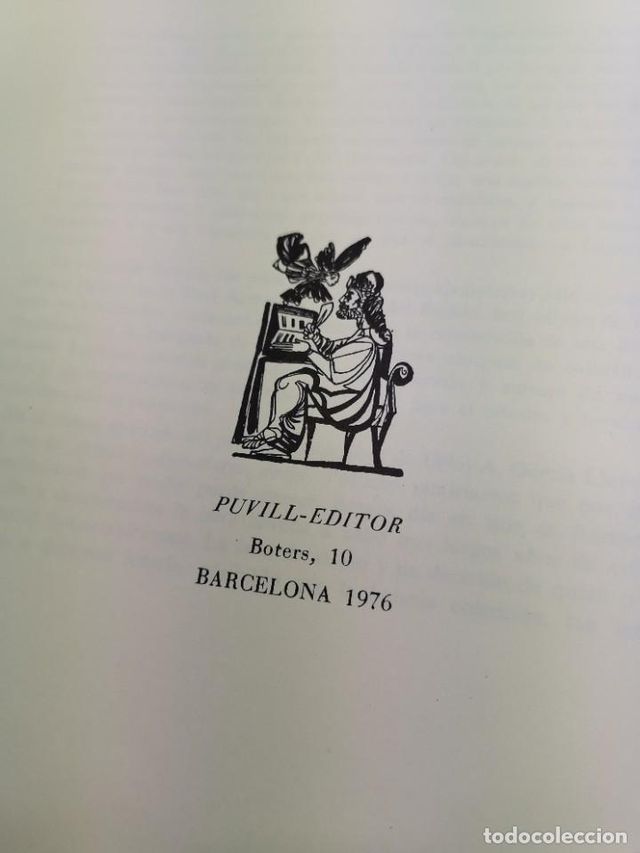 PUVILL-EDITOR
Boters, 10
BARCELONA 1976
todocoleccion